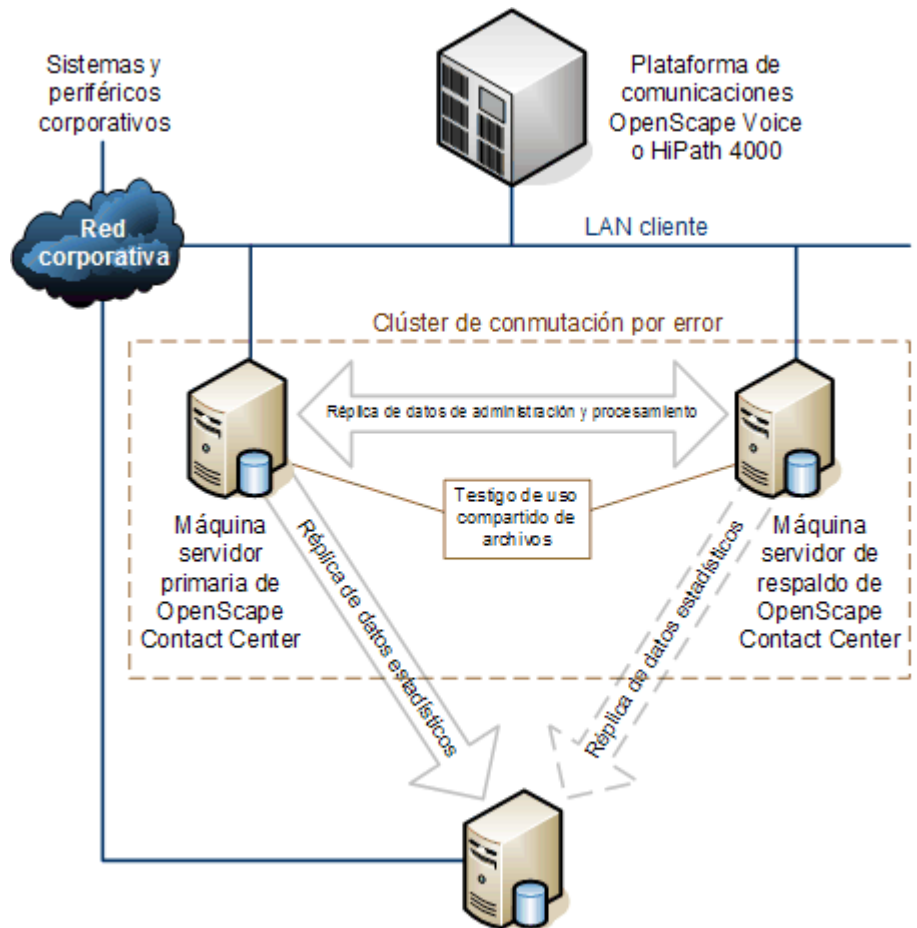 Sistemas y
periféricos
corporativos
Plataforma de
comunicaciones
OpenScape Voice
o HiPath 4000
Red
corporativa
LAN cliente
Clúster de conmutación por error
Réplica de datos de administración y procesamiento
Testigo de uso
compartido de
archivos
Máquina
servidor
primaria de
OpenScape
Contact Center
Réplica de datos estadísticos
Réplica de datos estadísticos
Máquina
servidor de
respaldo de
OpenScape
Contact Center